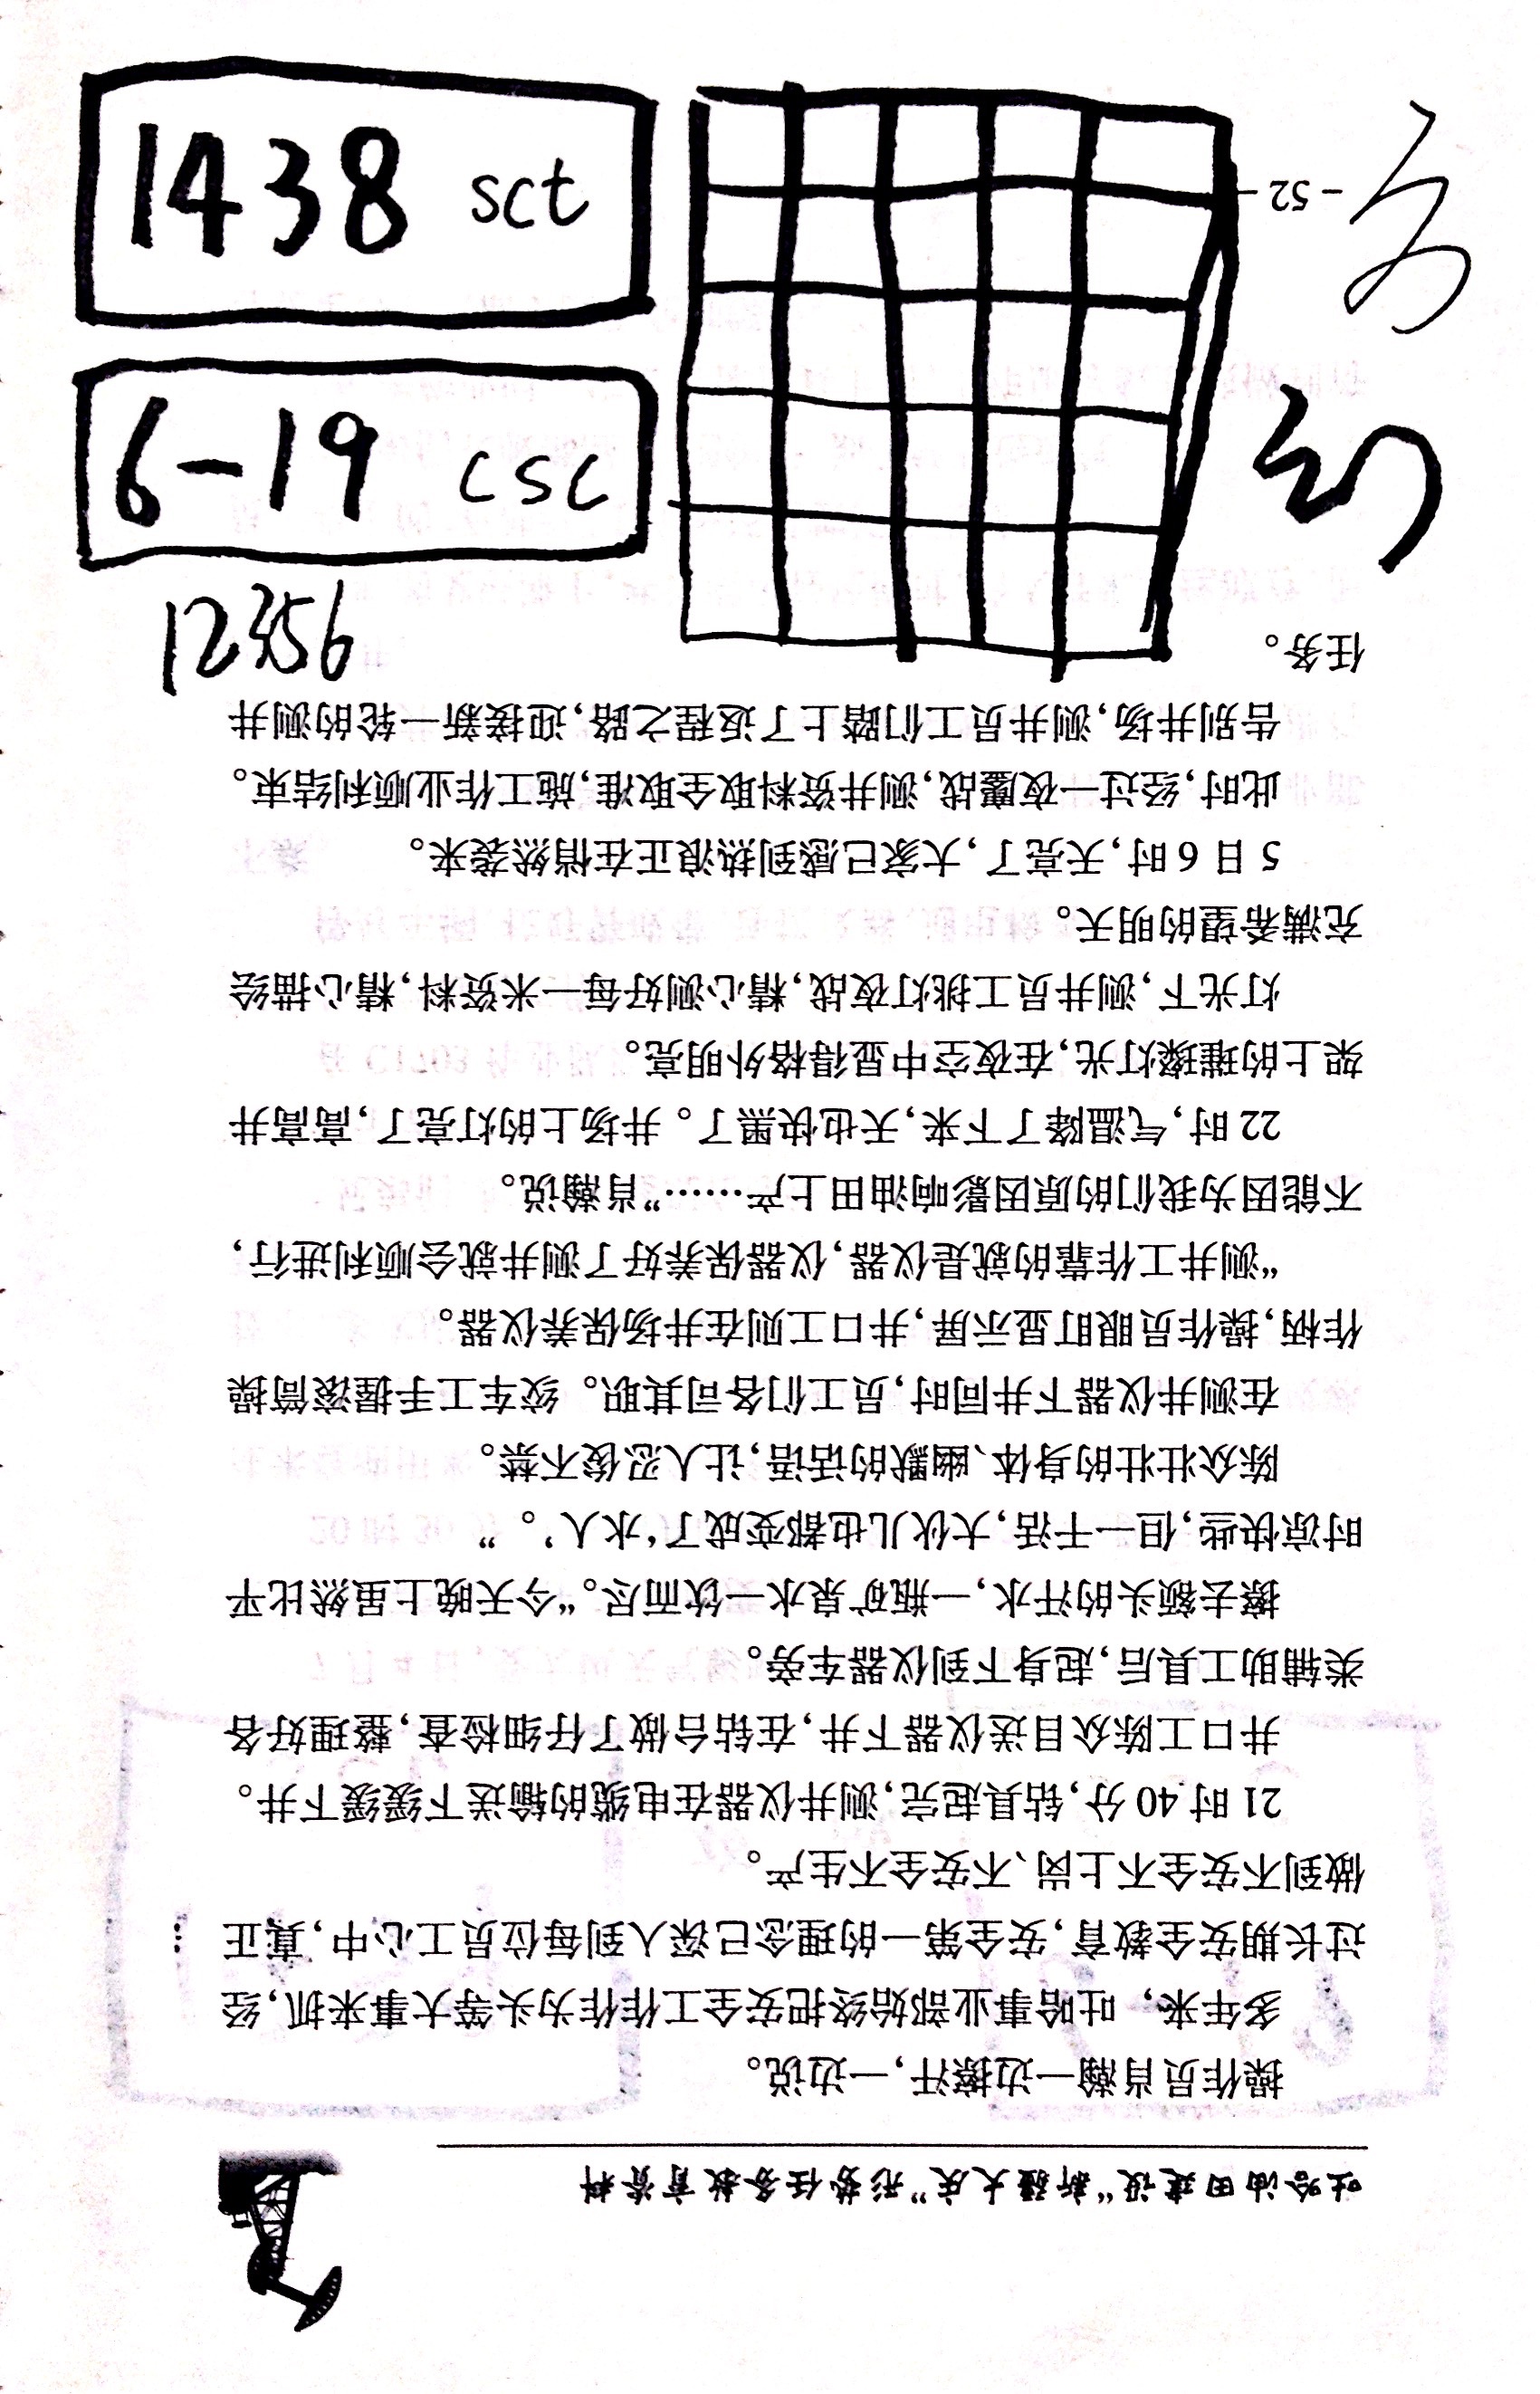 吐哈油田建设“新疆大庆”形势任务教育资料
操作员肖瀚一边擦汗,一边说。
多年来, 吐哈事业部始终把安全工作作为头等大事来抓,经
过长期安全教育,安全第一的理念已深入到每位员工心中,真正
做到不安全不上岗、不安全不生产。
21 时 40 分,钻具起完,测井仪器在电缆的输送下缓缓下井。
井口工陈众目送仪器下井,在钻台做了仔细检查,整理好各
类辅助工具后,起身下到仪器车旁。
擦去额头的汗水,一瓶矿泉水一饮而尽。“今天晚上虽然比平
时凉快些,但一干活,大伙儿也都变成了‘水人’。”
陈众壮壮的身体、幽默的话语,让人忍俊不禁。
在测井仪器下井同时,员工们各司其职。绞车工手握滚筒操
作柄,操作员眼盯显示屏,井口工则在井场保养仪器。
“测井工作靠的就是仪器,仪器保养好了测井就会顺利进行,
不能因为我们的原因影响油田上产……”肖瀚说。
22 时,气温降了下来,天也快黑了。井场上的灯亮了,高高井
架上的璀璨灯光,在夜空中显得格外明亮。
灯光下,测井员工挑灯夜战,精心测好每一米资料,精心描绘
充满希望的明天。
5 日 6 时,天亮了,大家已感到热浪正在悄然袭来。
此时,经过一夜鏖战,测井资料取全取准,施工作业顺利结束。
告别井场,测井员工们踏上了返程之路,迎接新一轮的测井
任务。
- 52 -
1438 sct
6-19 csc